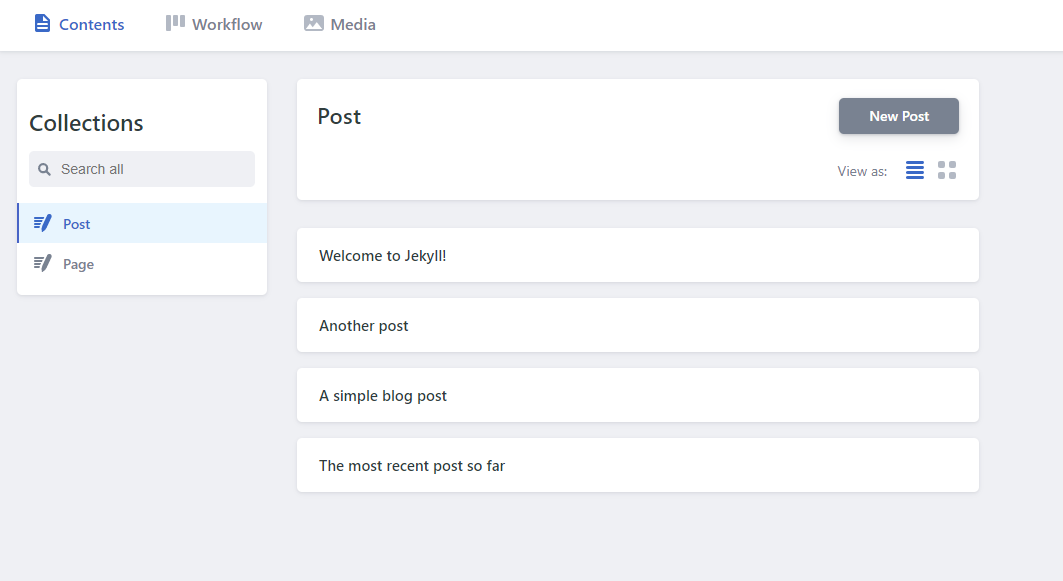 Contents Workflow Media
Collections
Search all
Post
Page
Post
New Post
View as:
Welcome to Jekyll!
Another post
A simple blog post
The most recent post so far